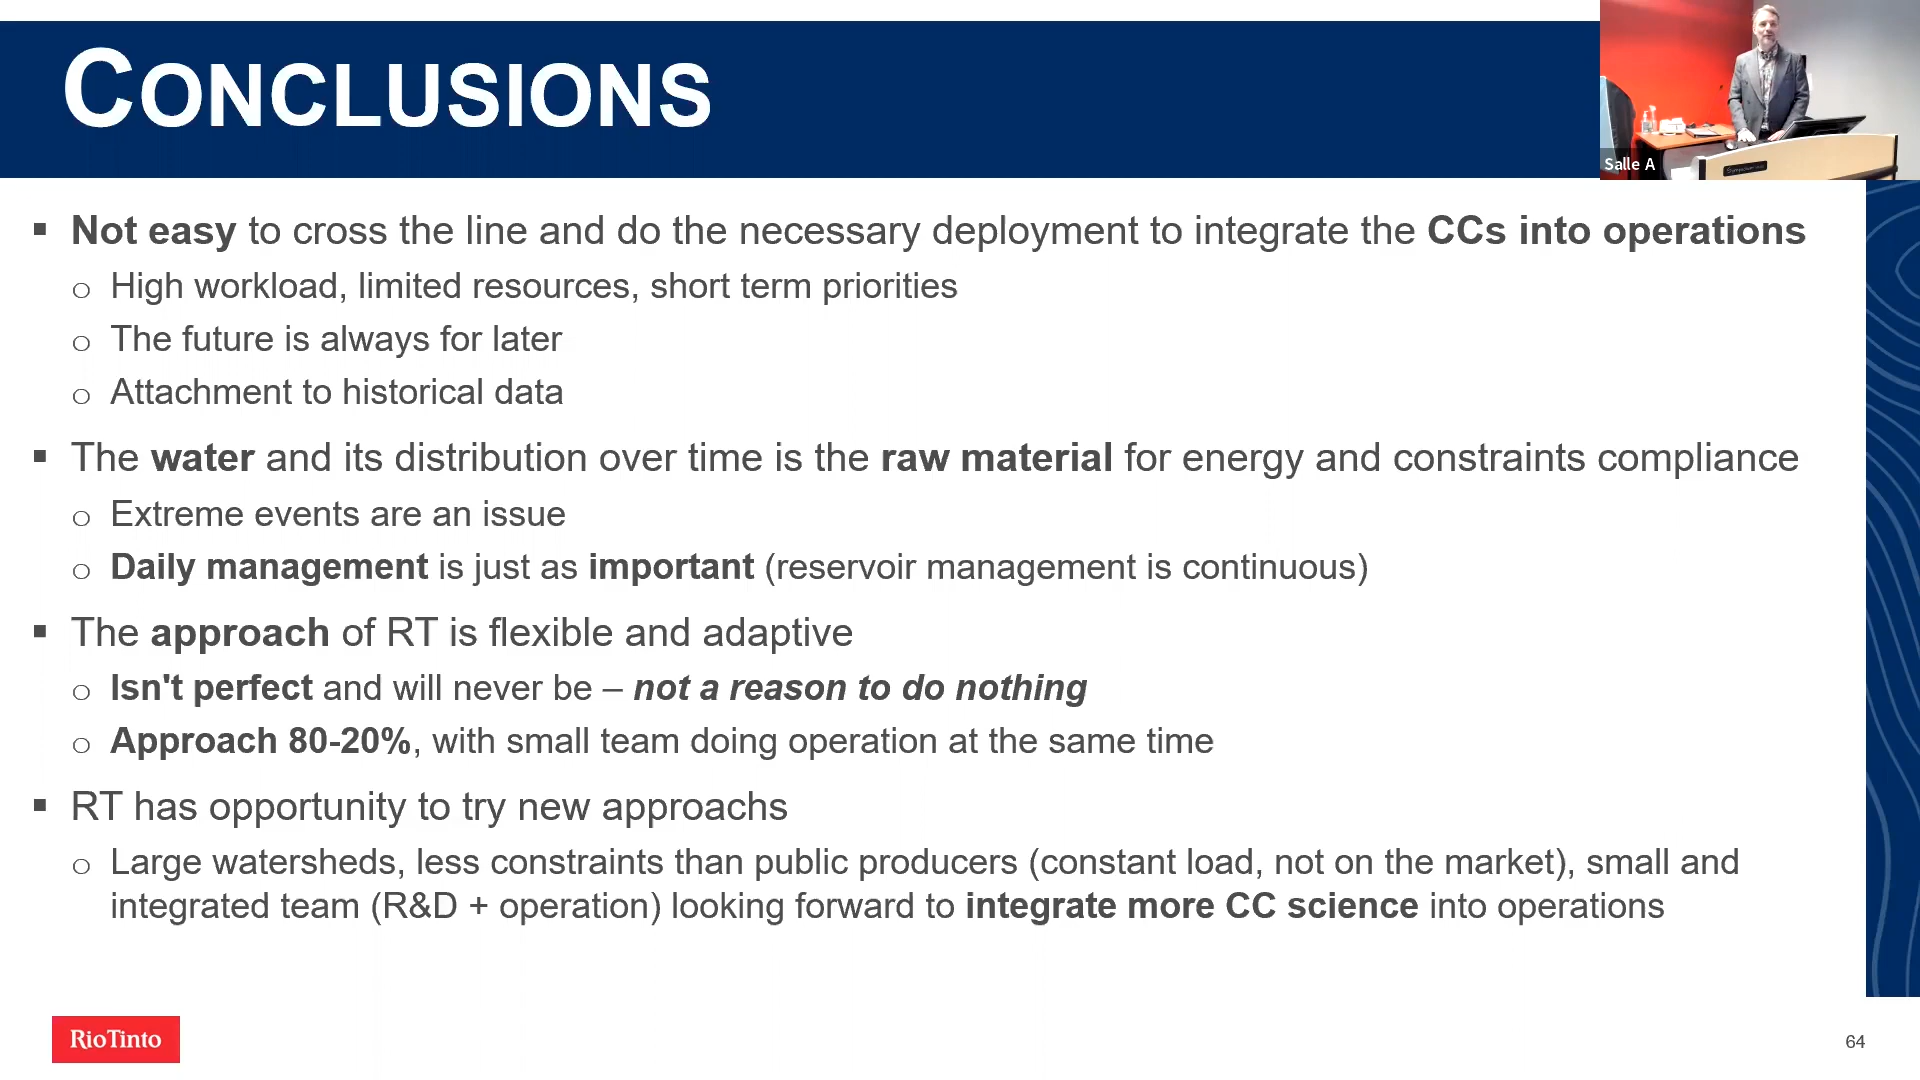 CONCLUSIONS
Salle A
▪ Not easy to cross the line and do the necessary deployment to integrate the CCs into operations
o High workload, limited resources, short term priorities
o The future is always for later
o Attachment to historical data
▪ The water and its distribution over time is the raw material for energy and constraints compliance
o Extreme events are an issue
o Daily management is just as important (reservoir management is continuous)
▪ The approach of RT is flexible and adaptive
o Isn't perfect and will never be – not a reason to do nothing
o Approach 80-20%, with small team doing operation at the same time
▪ RT has opportunity to try new approachs
o Large watersheds, less constraints than public producers (constant load, not on the market), small and
integrated team (R&D + operation) looking forward to integrate more CC science into operations
RioTinto
64